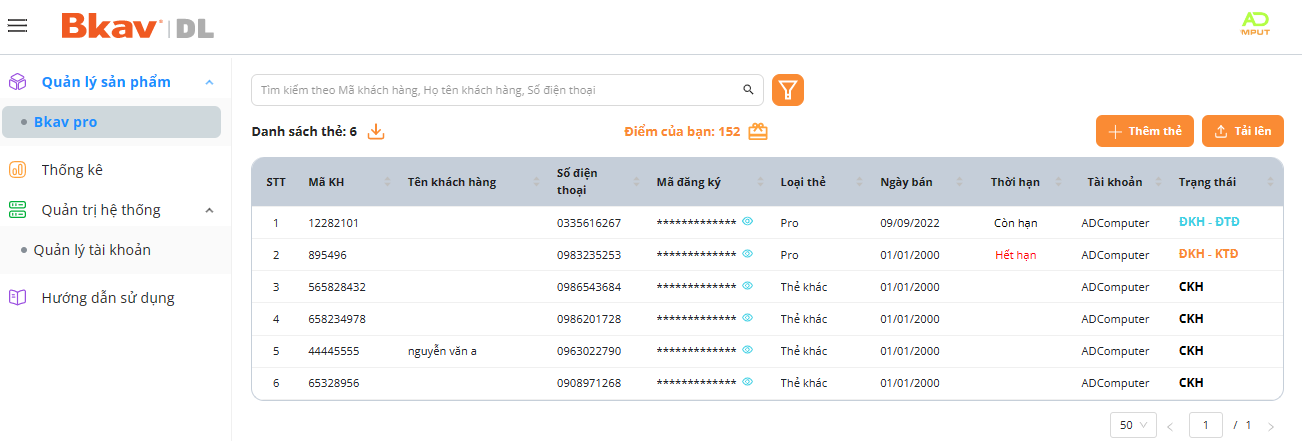 Bkav® | DL
AD
MPUT
Quản lý sản phẩm
Bkav pro
Thống kê
Quản trị hệ thống
Quản lý tài khoản
Hướng dẫn sử dụng
Tìm kiếm theo Mã khách hàng, Họ tên khách hàng, Số điện thoại
Danh sách thẻ: 6
Điểm của bạn: 152
Thêm thẻ
Tải lên
STT Mã KH Tên khách hàng Số điện thoại Mã đăng ký Loại thẻ Ngày bán Thời hạn Tài khoản Trạng thái
1 12282101 0335616267 ************* Pro 09/09/2022 Còn hạn ADComputer ĐKH - ĐTĐ
2 895496 0983235253 ************* Pro 01/01/2000 Hết hạn ADComputer ĐKH - KTĐ
3 565828432 0986543684 ************* Thẻ khác 01/01/2000 ADComputer CKH
4 658234978 0986201728 ************* Thẻ khác 01/01/2000 ADComputer CKH
5 44445555 nguyễn văn a 0963022790 ************* Thẻ khác 01/01/2000 ADComputer CKH
6 65328956 0908971268 ************* Thẻ khác 01/01/2000 ADComputer CKH
50 1 / 1